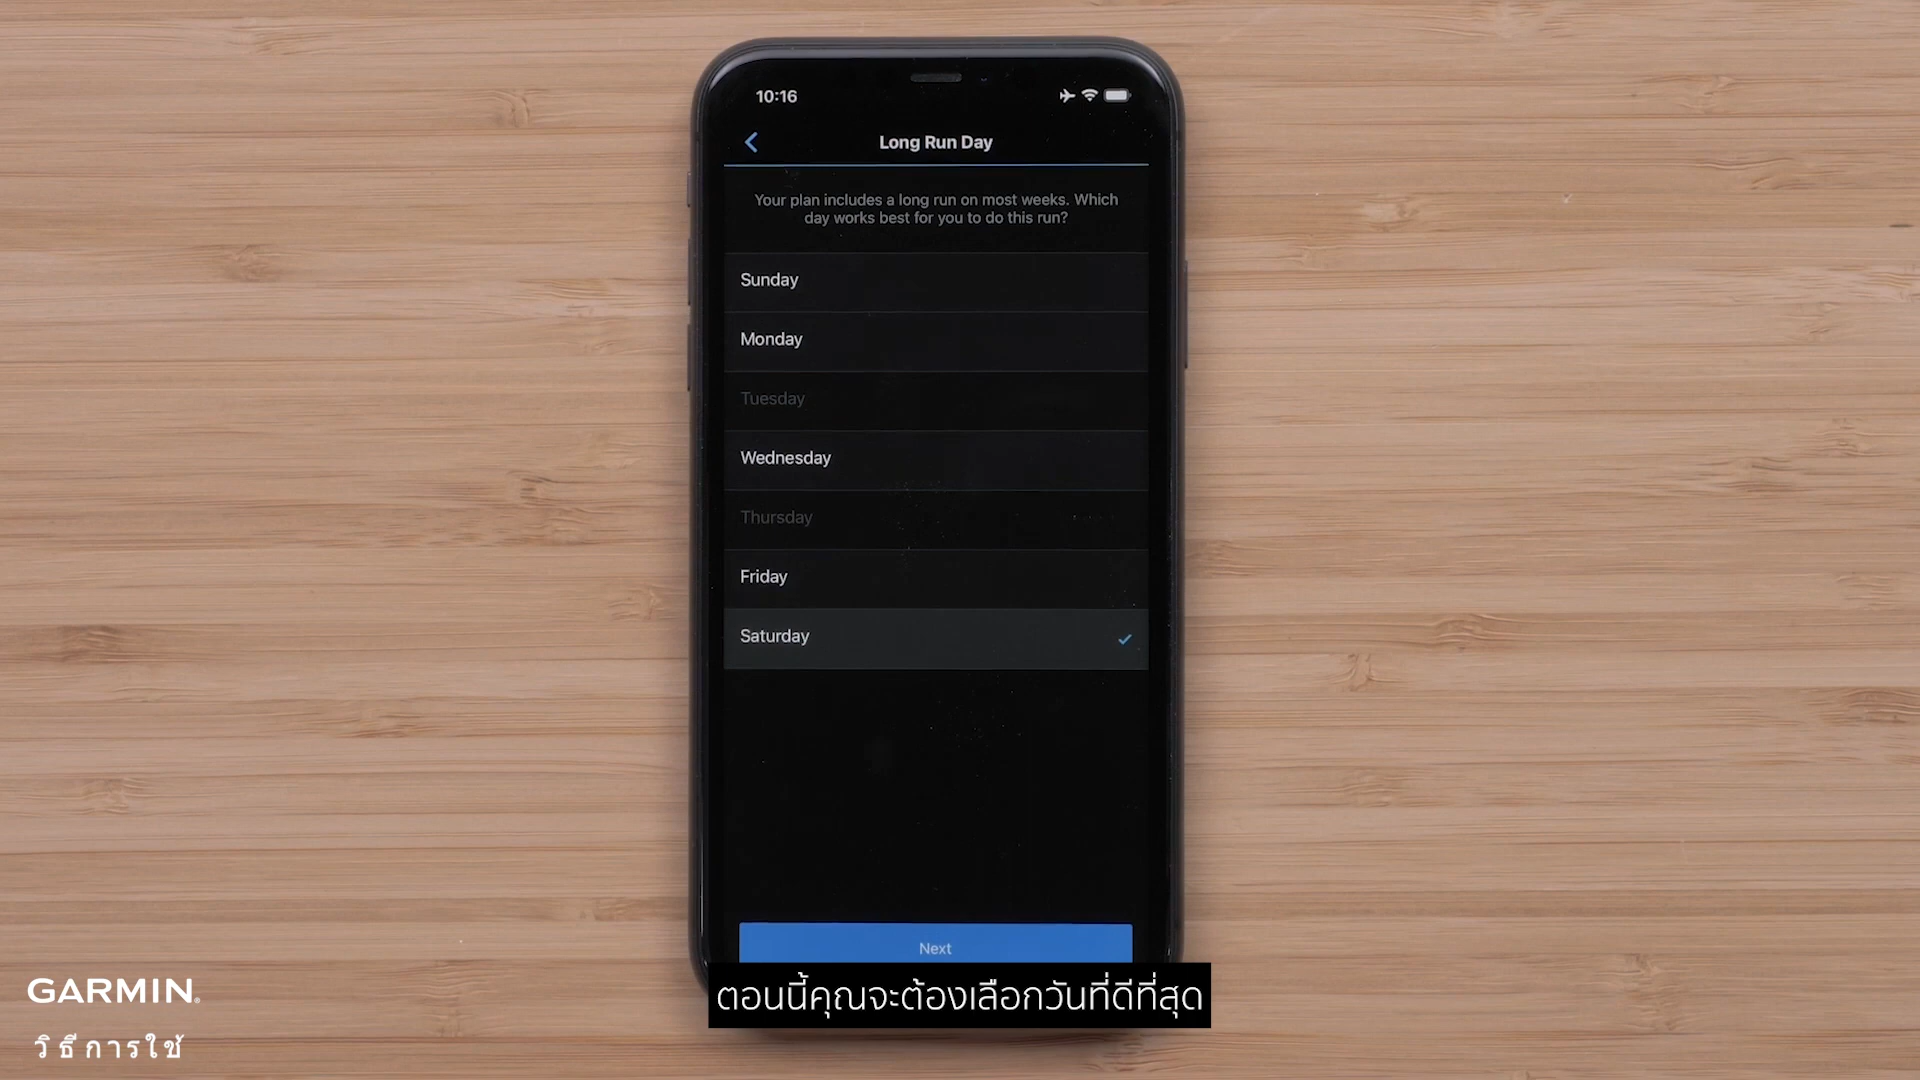 10:16
Long Run Day
Your plan includes a long run on most weeks. Which
day works best for you to do this run?
Sunday
Monday
Tuesday
Wednesday
Thursday
Friday
Saturday
Next
ตอนนี้คุณจะต้องเลือกวันที่ดีที่สุด
GARMIN
วิธีการใช้